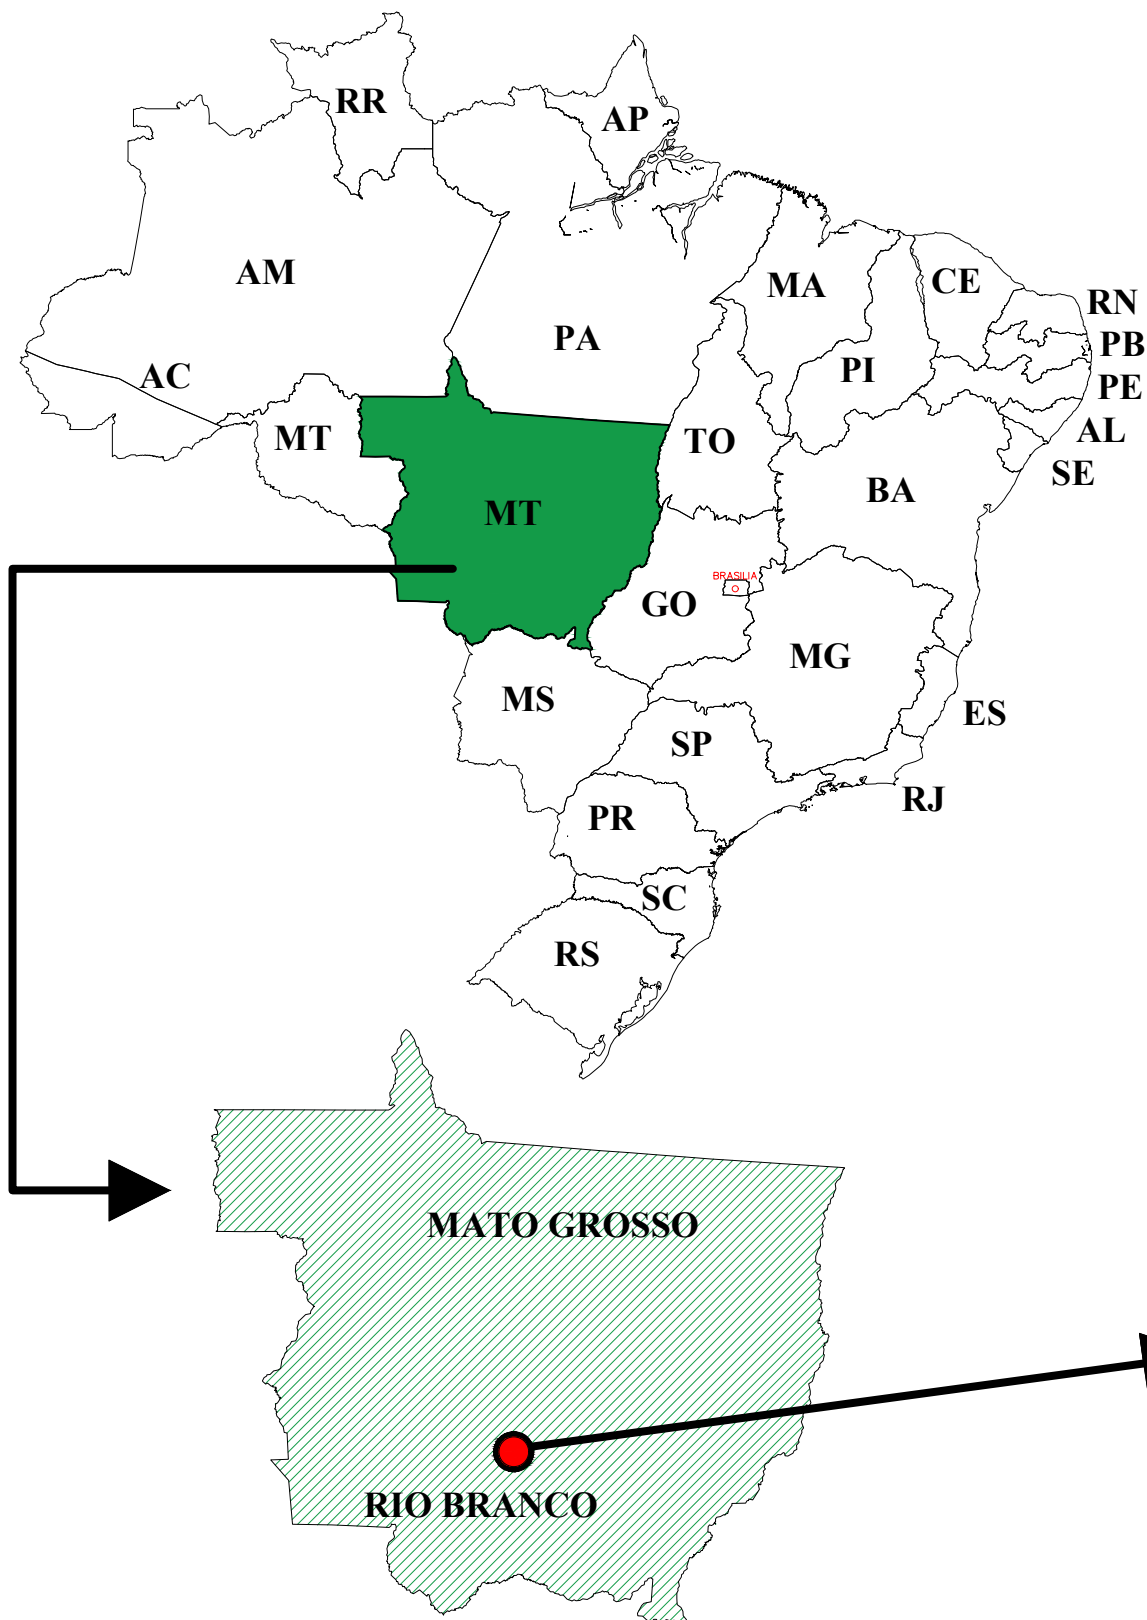 RR
AP
AM
MA
CE
RN
PA
PB
AC
PI
PE
MT
TO
AL
SE
BA
MT
BRASILIA
GO
MG
MS
ES
SP
RJ
PR
SC
RS
MATO GROSSO
RIO BRANCO